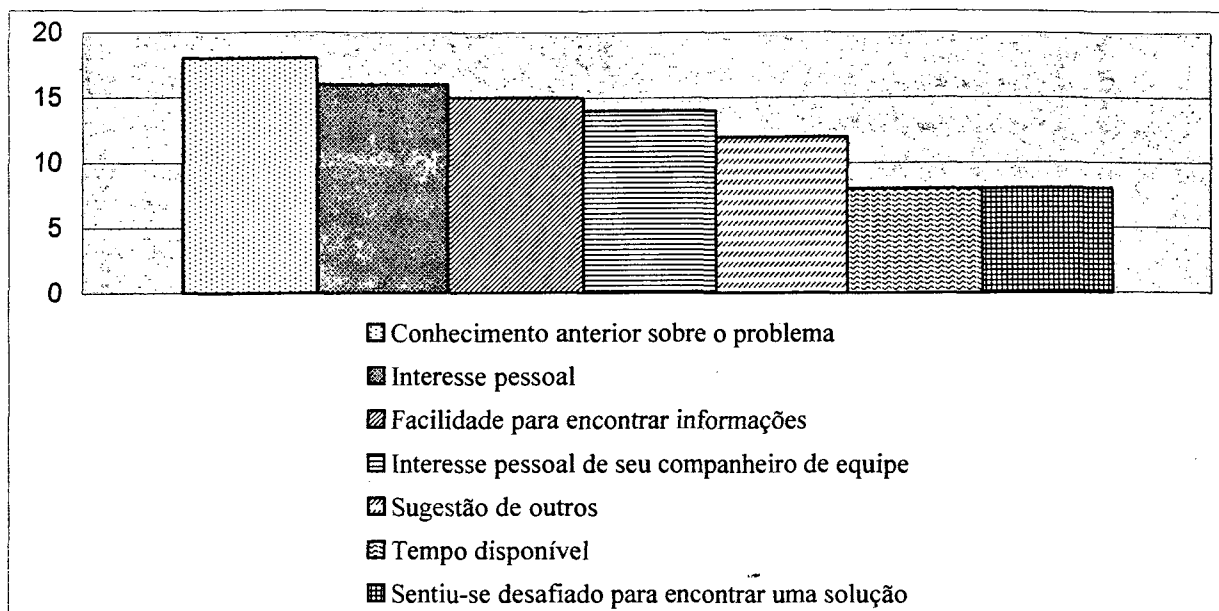 20
15
10
5
0
Conhecimento anterior sobre o problema
Interesse pessoal
Facilidade para encontrar informações
Interesse pessoal de seu companheiro de equipe
Sugestão de outros
Tempo disponível
Sentiu-se desafiado para encontrar uma solução